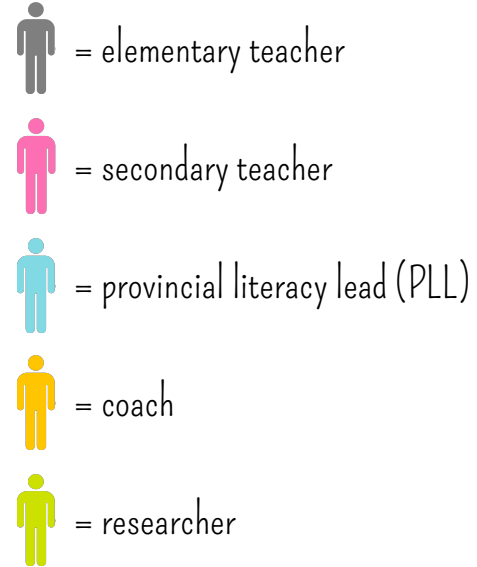 = elementary teacher
= secondary teacher
= provincial literacy lead (PLL)
= coach
= researcher